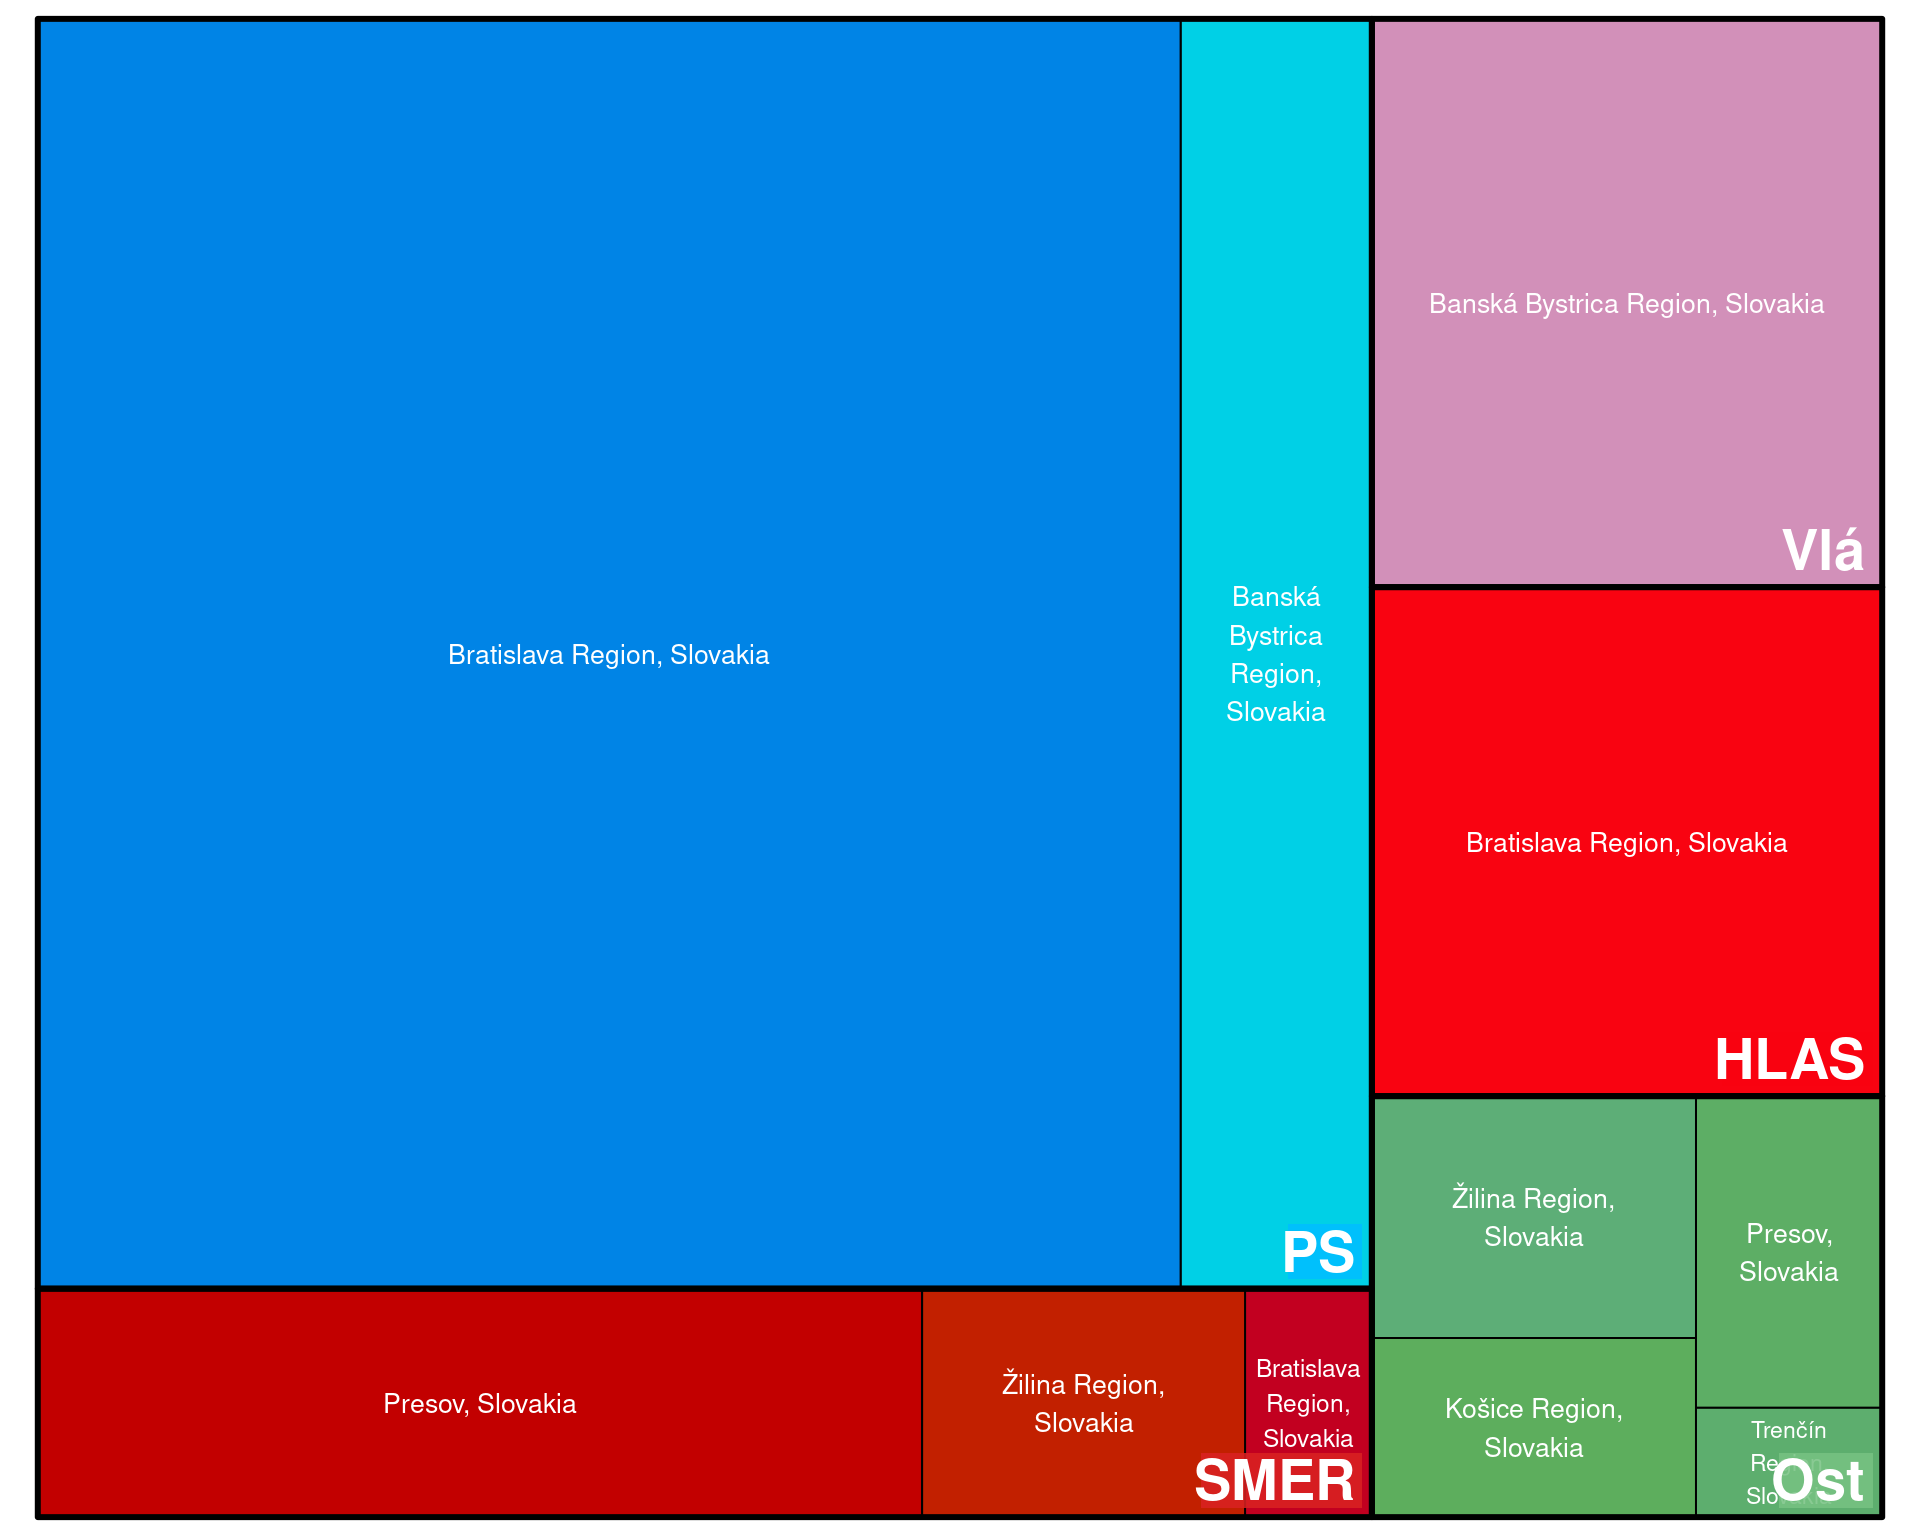 Bratislava Region, Slovakia
Banská
Bystrica
Region,
Slovakia
PS
Banská Bystrica Region, Slovakia
Vlá
Bratislava Region, Slovakia
HLAS
Presov, Slovakia
Žilina Region,
Slovakia
Bratislava
Region,
Slovakia
SMER
Žilina Region,
Slovakia
Presov,
Slovakia
Košice Region,
Slovakia
Trenčín
Ost